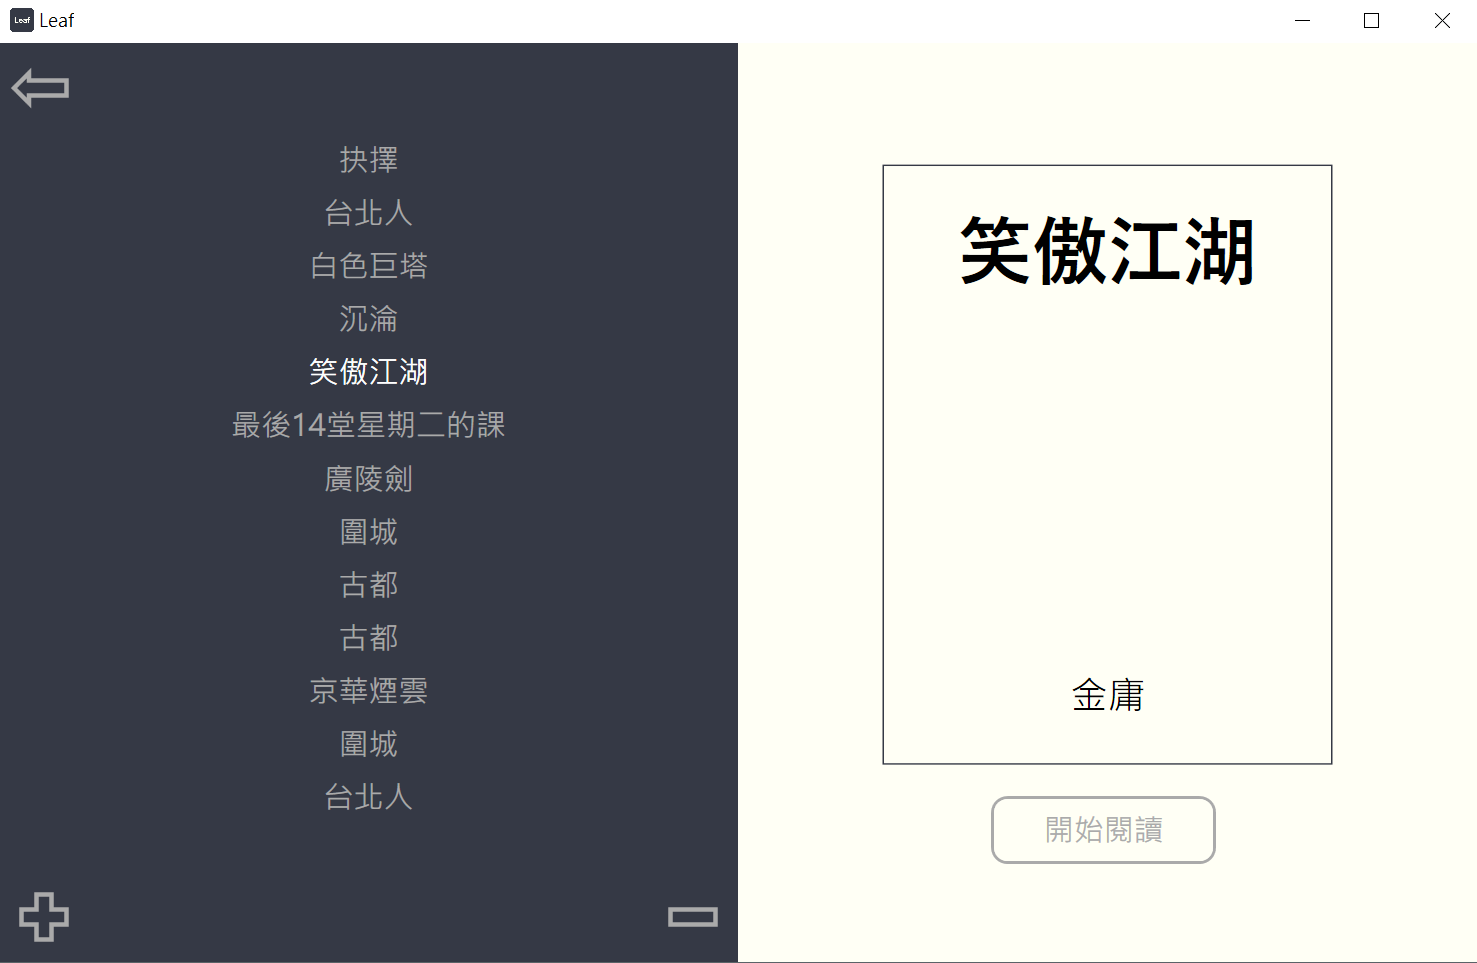 Leaf
Leaf
抉擇
台北人
白色巨塔
沉淪
笑傲江湖
最後14堂星期二的課
廣陵劍
圍城
古都
古都
京華煙雲
圍城
台北人
笑傲江湖
金庸
開始閱讀